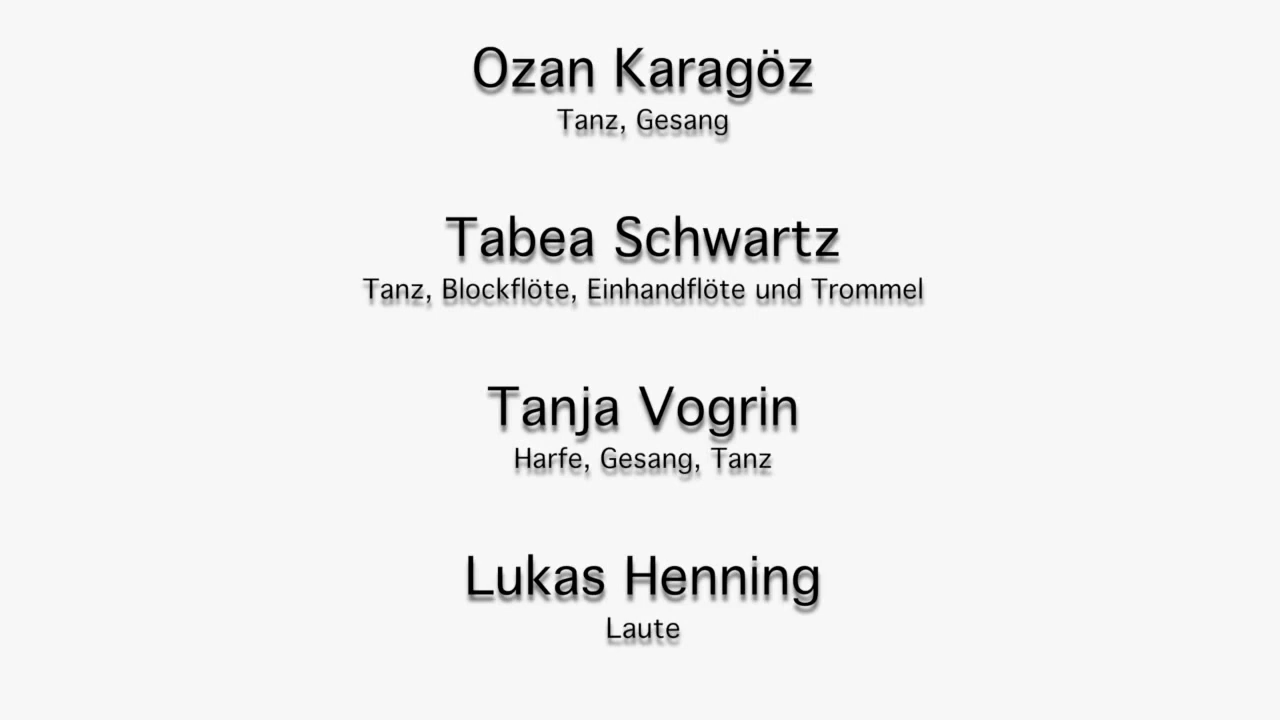 Ozan Karagöz
Tanz, Gesang
Tabea Schwartz
Tanz, Blockflöte, Einhandflöte und Trommel
Tanja Vogrin
Harfe, Gesang, Tanz
Lukas Henning
Laute